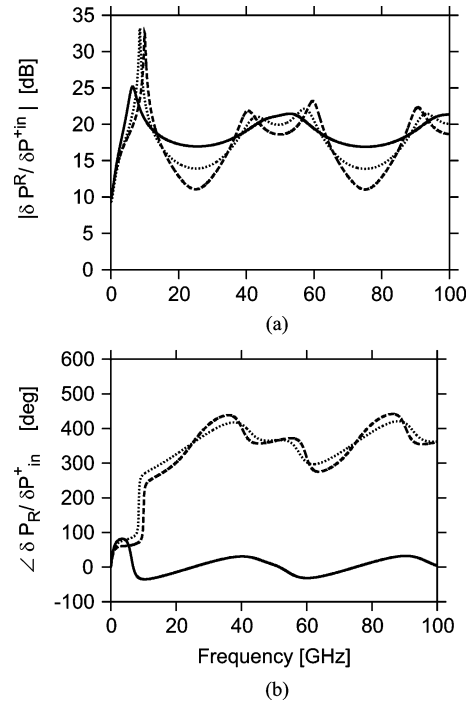 35
30
25
20
15
10
5
0
|δ P^R/ δP^+in | [dB]
0 20 40 60 80 100
(a)
600
500
400
300
200
100
0
-100
∠ δ P_R/ δP^+_in [deg]
0 20 40 60 80 100
Frequency [GHz]
(b)